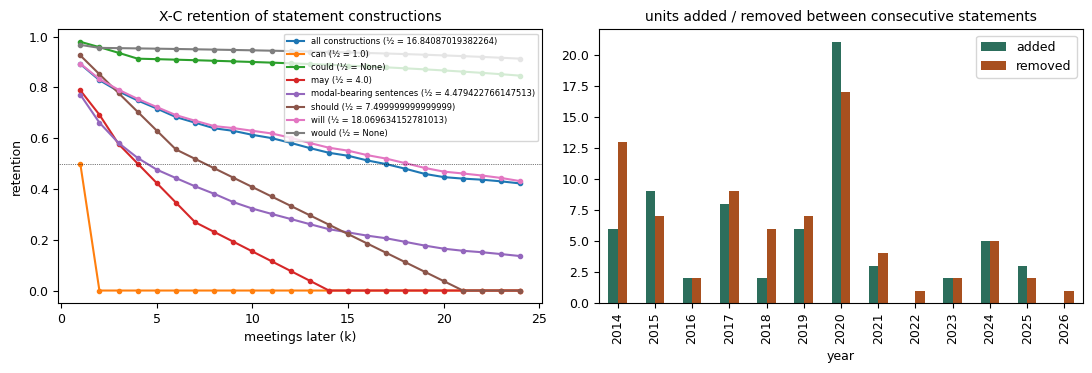 X-C retention of statement constructions
retention
1.0
0.8
0.6
0.4
0.2
0.0
all constructions (½ = 16.84087019382264)
can (½ = 1.0)
could (½ = None)
may (½ = 4.0)
modal-bearing sentences (½ = 4.479422766147513)
should (½ = 7.499999999999999)
will (½ = 18.069634152781013)
would (½ = None)
0
5
10
15
20
25
meetings later (k)
units added / removed between consecutive statements
20.0
17.5
15.0
12.5
10.0
7.5
5.0
2.5
0.0
added
removed
2014
2015
2016
2017
2018
2019
2020
2021
2022
2023
2024
2025
2026
year